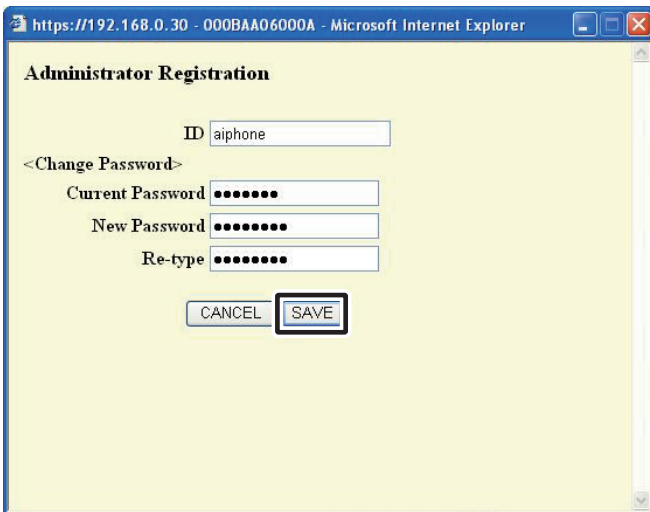 https://192.168.0.30 - 000BAA06000A - Microsoft Internet Explorer
Administrator Registration
ID aiphone
<Change Password>
Current Password ●●●●●●●
New Password ●●●●●●●●
Re-type ●●●●●●●●
CANCEL SAVE